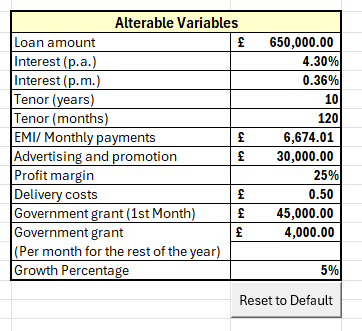 Alterable Variables
Loan amount £ 650,000.00
Interest (p.a.) 4.30%
Interest (p.m.) 0.36%
Tenor (years) 10
Tenor (months) 120
EMI/ Monthly payments £ 6,674.01
Advertising and promotion £ 30,000.00
Profit margin 25%
Delivery costs £ 0.50
Government grant (1st Month) £ 45,000.00
Government grant £ 4,000.00
(Per month for the rest of the year)
Growth Percentage 5%
Reset to Default